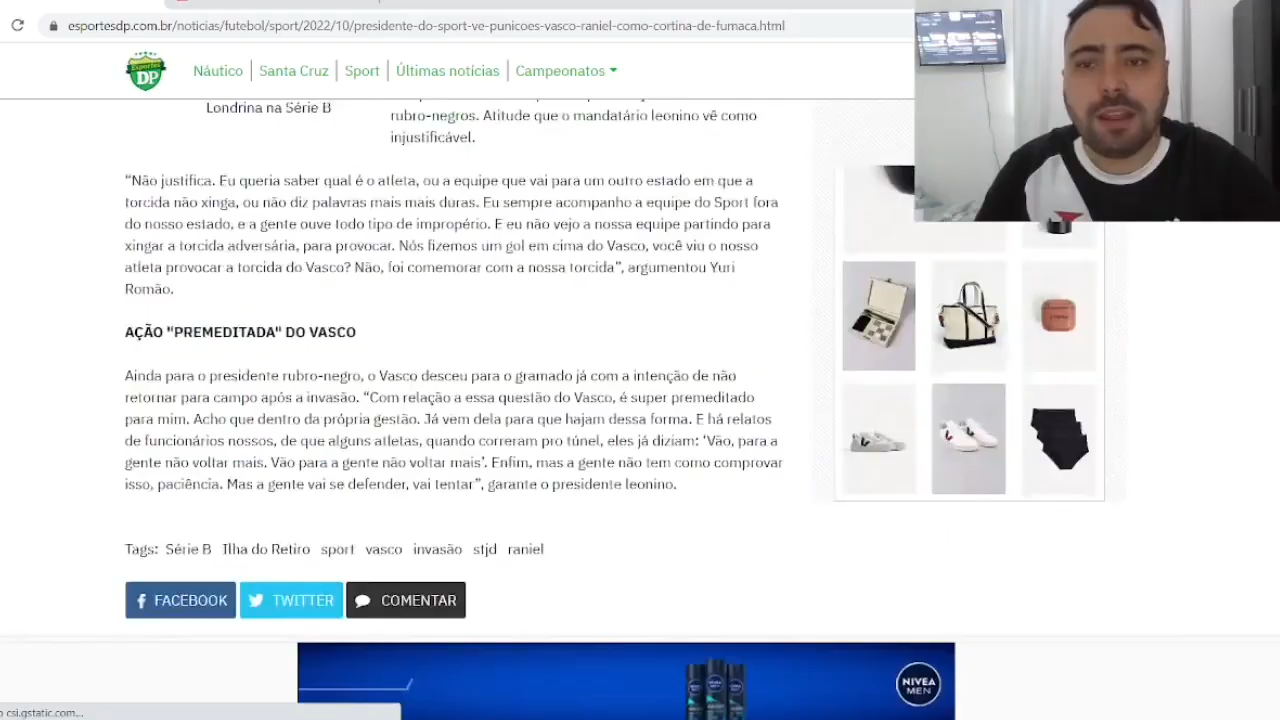 esportesdp.com.br/noticia/futebol/sport/2022/10/presidente-do-sport-ve-punicoes-vasco-raniel-como-cortina-de-fumaca.html
Esportes
DP
Náutico
Santa Cruz
Sport
Últimas notícias
Campeonatos
Londrina na Série B
rubro-negros. Atitude que o mandatário leonino vê como
injustificável.
“Não justifica. Eu queria saber qual é o atleta, ou a equipe que vai para um outro estado em que a
torcida não xinga, ou não diz palavras mais mais duras. Eu sempre acompanho a equipe do Sport fora
do nosso estado, e a gente ouve todo tipo de impropério. E eu não vejo a nossa equipe partindo para
xingar a torcida adversária, para provocar. Nós fizemos um gol em cima do Vasco, você viu o nosso
atleta provocar a torcida do Vasco? Não, foi comemorar com a nossa torcida”, argumentou Yuri
Romão.
AÇÃO "PREMEDITADA" DO VASCO
Ainda para o presidente rubro-negro, o Vasco desceu para o gramado já com a intenção de não
retornar para campo após a invasão. “Com relação a essa questão do Vasco, é super premeditado
para mim. Acho que dentro da própria gestão. Já vem dela para que hajam dessa forma. E há relatos
de funcionários nossos, de que alguns atletas, quando correram pro túnel, eles já diziam: ‘Vão, para a
gente não voltar mais. Vão para a gente não voltar mais’. Enfim, mas a gente não tem como comprovar
isso, paciência. Mas a gente vai se defender, vai tentar”, garante o presidente leonino.
Tags: Série B Ilha do Retiro sport vasco invasão stjd raniel
FACEBOOK
TWITTER
COMENTAR
NIVEA
MEN
csi.gstatic.com...